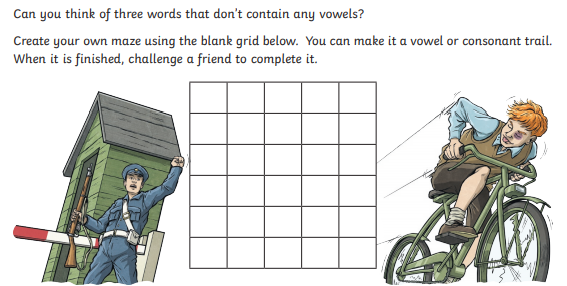 Can you think of three words that don't contain any vowels?
Create your own maze using the blank grid below.  You can make it a vowel or consonant trail.
When it is finished, challenge a friend to complete it.